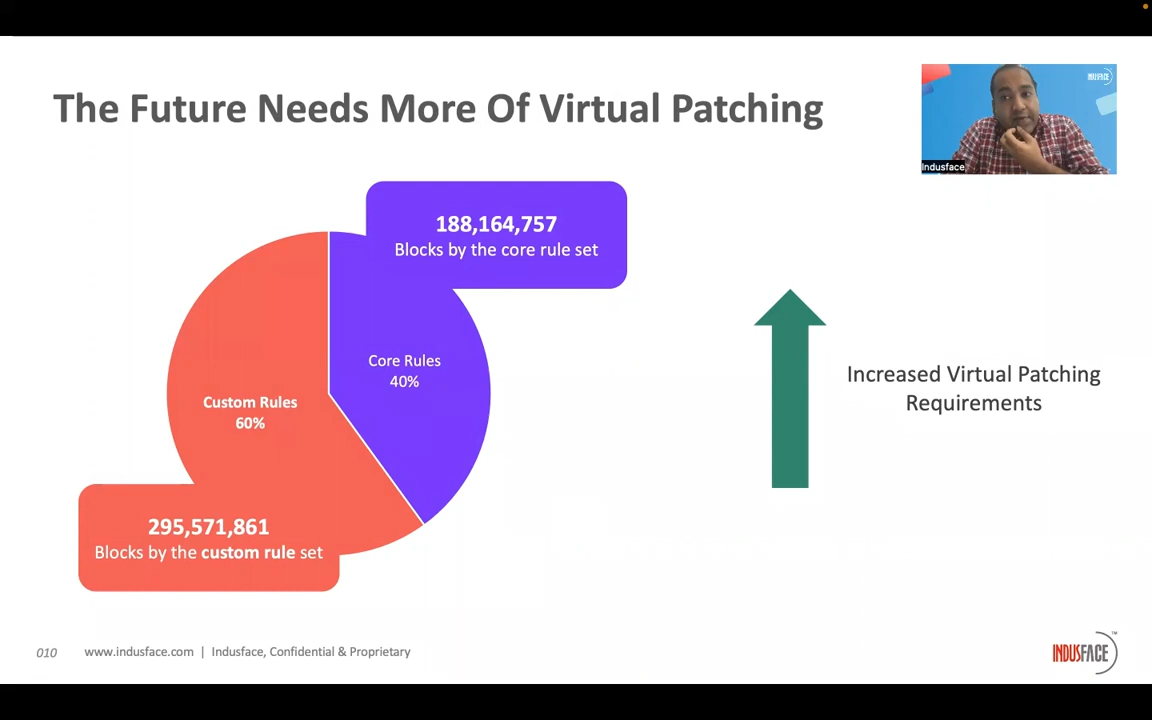 The Future Needs More Of Virtual Patching
INDUSFACE
Indusface
188,164,757
Blocks by the core rule set
Core Rules
40%
Custom Rules
60%
Increased Virtual Patching
Requirements
295,571,861
Blocks by the custom rule set
010
www.indusface.com | Indusface, Confidential & Proprietary
INDUSFACE™